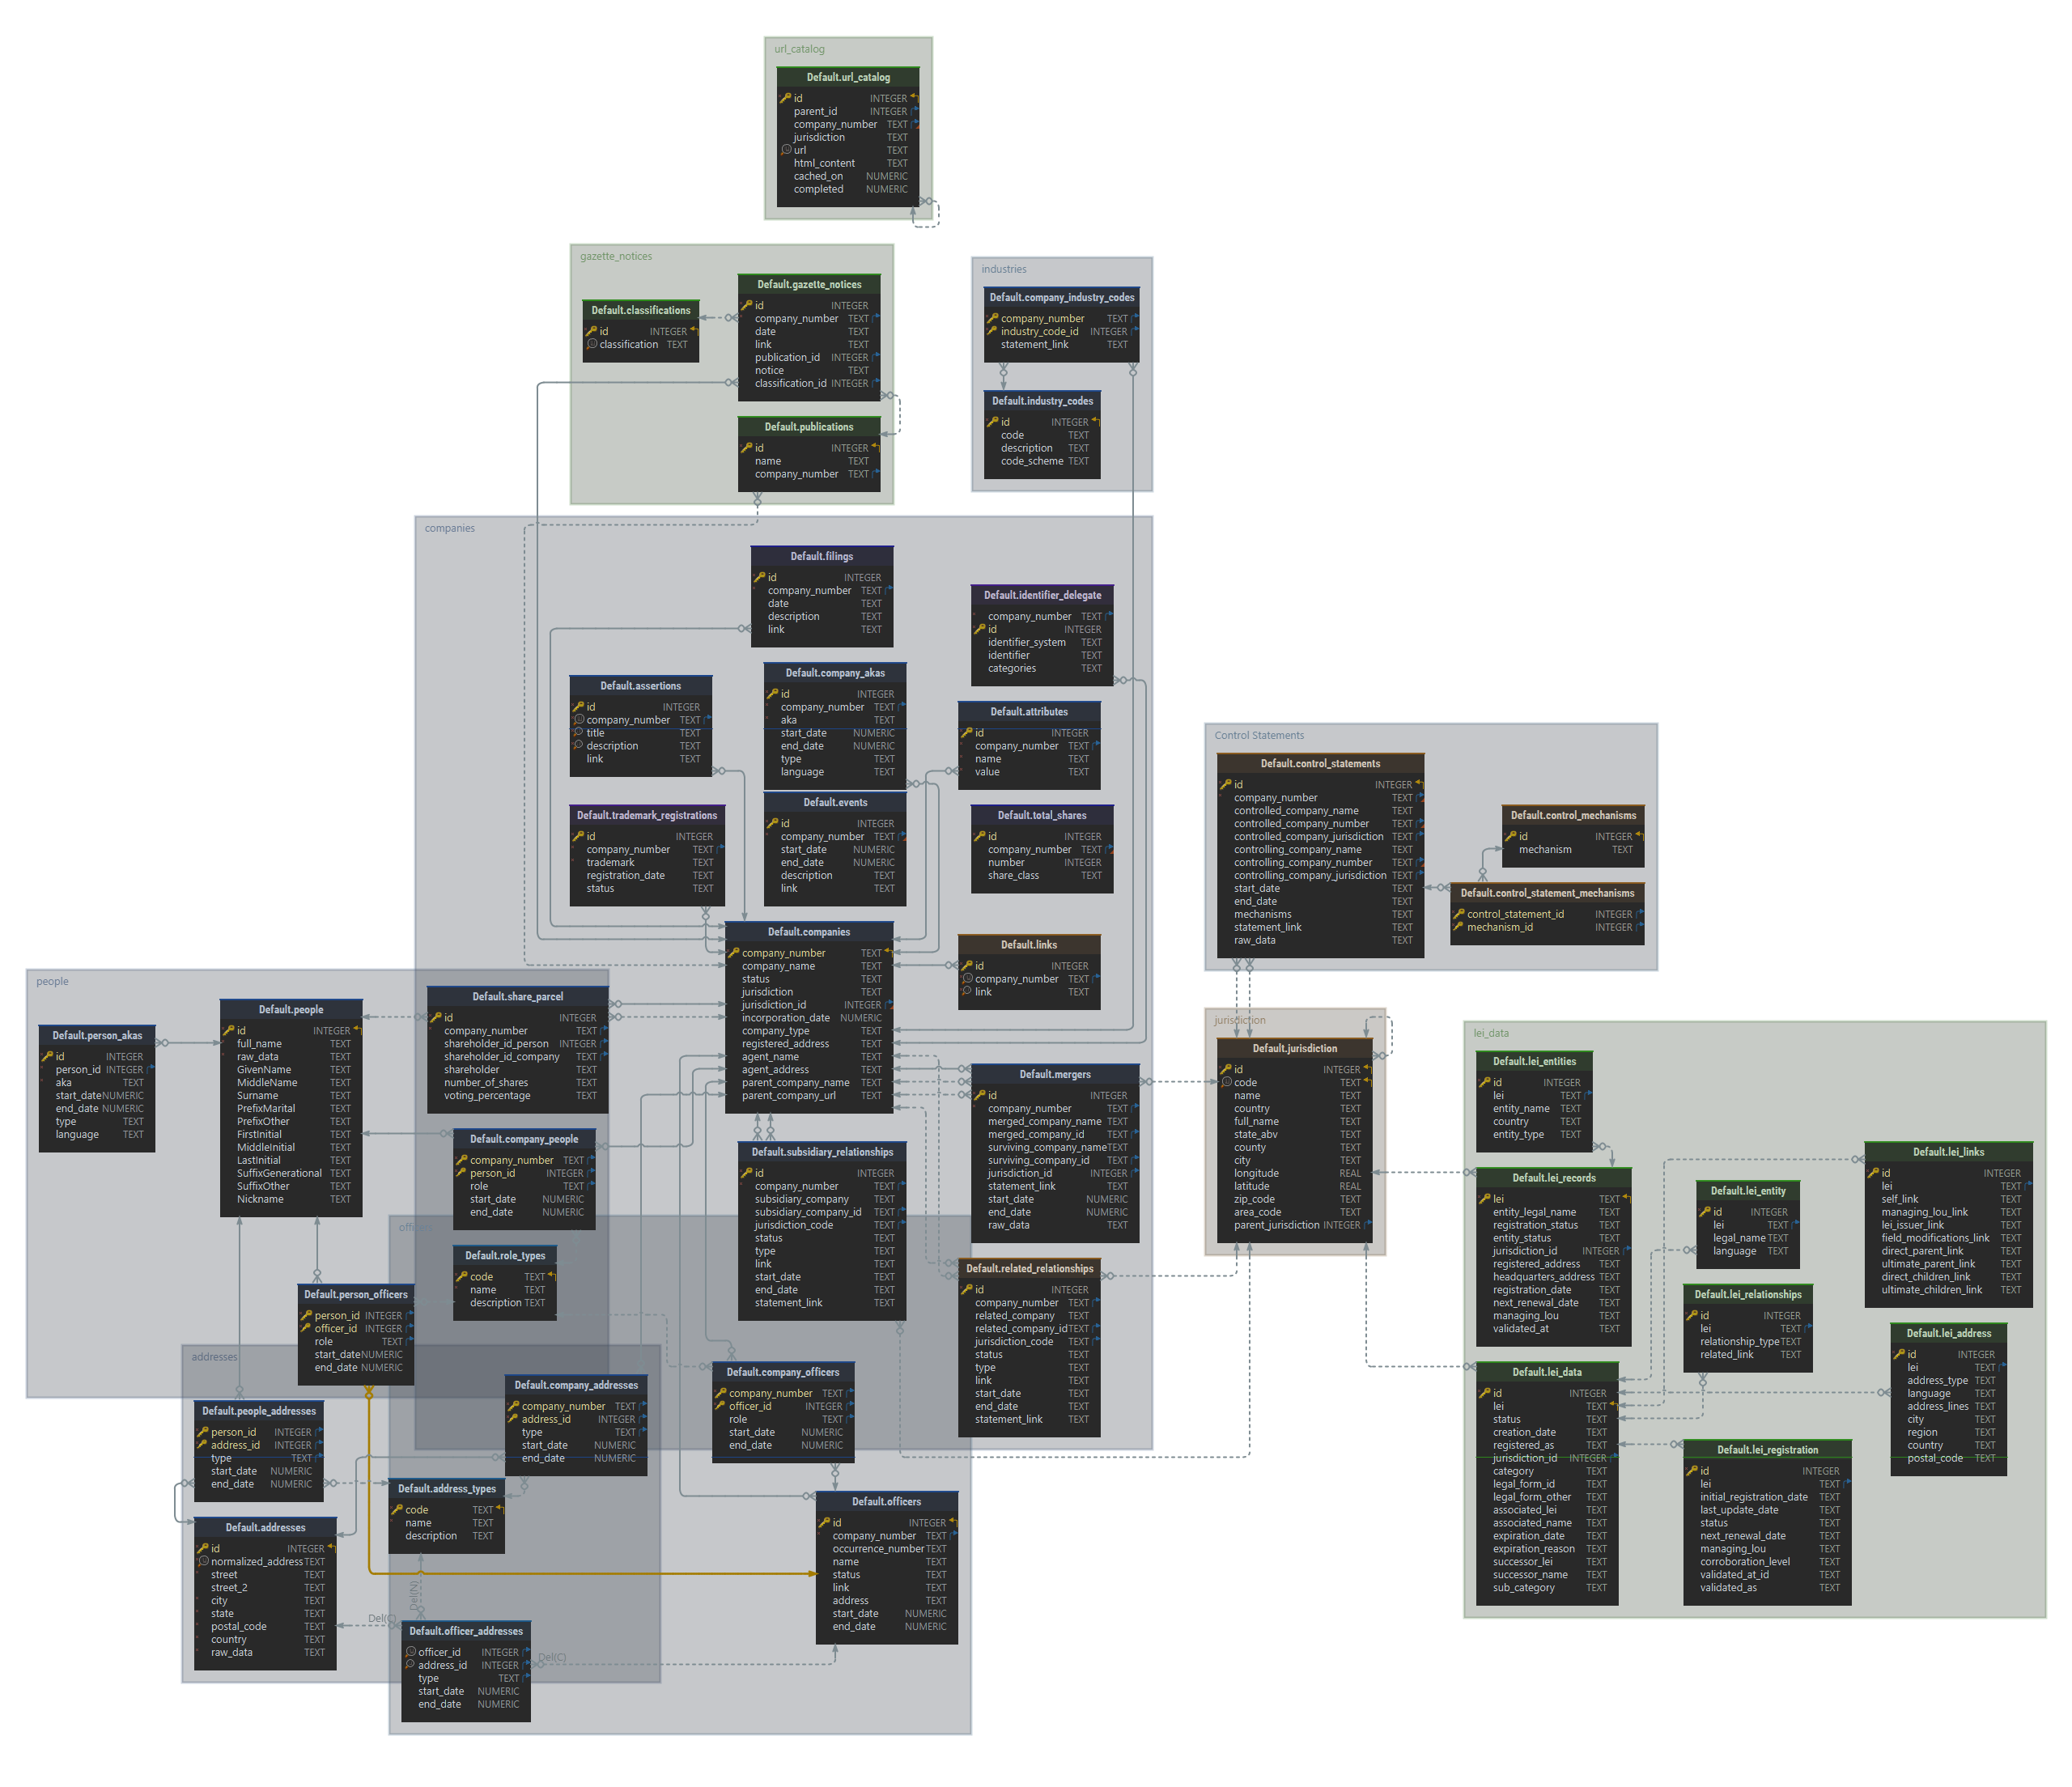 url_catalog
Default.url_catalog
id INTEGER
parent_id INTEGER
company_number TEXT
jurisdiction TEXT
url TEXT
html_content TEXT
cached_on NUMERIC
completed NUMERIC
gazette_notices
Default.gazette_notices
id INTEGER
company_number TEXT
date TEXT
link TEXT
publication_id INTEGER
notice TEXT
classification_id INTEGER
Default.classifications
id INTEGER
classification TEXT
Default.publications
id INTEGER
name TEXT
company_number TEXT
industries
Default.company_industry_codes
company_number TEXT
industry_code_id INTEGER
statement_link TEXT
Default.industry_codes
id INTEGER
code TEXT
description TEXT
code_scheme TEXT
companies
Default.filings
id INTEGER
company_number TEXT
date TEXT
description TEXT
link TEXT
Default.identifier_delegate
company_number TEXT
id INTEGER
identifier_system TEXT
identifier TEXT
categories TEXT
Default.assertions
id INTEGER
company_number TEXT
title TEXT
description TEXT
link TEXT
Default.company_akas
id INTEGER
company_number TEXT
aka TEXT
start_date NUMERIC
end_date NUMERIC
type TEXT
language TEXT
Default.attributes
id INTEGER
company_number TEXT
name TEXT
value TEXT
Default.trademark_registrations
id INTEGER
company_number TEXT
trademark TEXT
registration_date TEXT
status TEXT
Default.events
id INTEGER
company_number TEXT
start_date NUMERIC
end_date NUMERIC
description TEXT
link TEXT
Default.total_shares
id INTEGER
company_number TEXT
number INTEGER
share_class TEXT
Default.companies
company_number TEXT
company_name TEXT
status TEXT
jurisdiction TEXT
jurisdiction_id INTEGER
incorporation_date NUMERIC
company_type TEXT
registered_address TEXT
agent_name TEXT
agent_address TEXT
parent_company_name TEXT
parent_company_url TEXT
Default.links
id INTEGER
company_number TEXT
link TEXT
Default.mergers
id INTEGER
company_number TEXT
merged_company_name TEXT
merged_company_id TEXT
surviving_company_name TEXT
surviving_company_id TEXT
jurisdiction_id INTEGER
statement_link TEXT
start_date NUMERIC
end_date NUMERIC
raw_data TEXT
Default.subsidiary_relationships
id INTEGER
company_number TEXT
subsidiary_company TEXT
subsidiary_company_id TEXT
jurisdiction_code TEXT
status TEXT
type TEXT
link TEXT
start_date TEXT
end_date TEXT
statement_link TEXT
Default.related_relationships
id INTEGER
company_number TEXT
related_company TEXT
related_company_id TEXT
jurisdiction_code TEXT
status TEXT
type TEXT
link TEXT
start_date TEXT
end_date TEXT
statement_link TEXT
Control Statements
Default.control_statements
id INTEGER
company_number TEXT
controlled_company_name TEXT
controlled_company_number TEXT
controlled_company_jurisdiction TEXT
controlling_company_name TEXT
controlling_company_number TEXT
controlling_company_jurisdiction TEXT
start_date TEXT
end_date TEXT
mechanisms TEXT
statement_link TEXT
raw_data TEXT
Default.control_mechanisms
id INTEGER
mechanism TEXT
Default.control_statement_mechanisms
control_statement_id INTEGER
mechanism_id INTEGER
jurisdiction
Default.jurisdiction
id INTEGER
code TEXT
name TEXT
country TEXT
full_name TEXT
state_abv TEXT
county TEXT
city TEXT
longitude REAL
latitude REAL
zip_code TEXT
area_code TEXT
parent_jurisdiction INTEGER
lei_data
Default.lei_entities
id INTEGER
lei TEXT
entity_name TEXT
country TEXT
entity_type TEXT
Default.lei_records
lei TEXT
entity_legal_name TEXT
registration_status TEXT
entity_status TEXT
jurisdiction_id INTEGER
registered_address TEXT
headquarters_address TEXT
registration_date TEXT
next_renewal_date TEXT
managing_lou TEXT
validated_at TEXT
Default.lei_links
id INTEGER
lei TEXT
self_link TEXT
managing_lou_link TEXT
lei_issuer_link TEXT
field_modifications_link TEXT
direct_parent_link TEXT
ultimate_parent_link TEXT
direct_children_link TEXT
ultimate_children_link TEXT
Default.lei_entity
id INTEGER
lei TEXT
legal_name TEXT
language TEXT
Default.lei_relationships
id INTEGER
lei TEXT
relationship_type TEXT
related_link TEXT
Default.lei_address
id INTEGER
lei TEXT
address_type TEXT
language TEXT
address_lines TEXT
city TEXT
region TEXT
country TEXT
postal_code TEXT
Default.lei_data
id INTEGER
lei TEXT
status TEXT
creation_date TEXT
registered_as TEXT
jurisdiction_id INTEGER
category TEXT
legal_form_id TEXT
legal_form_other TEXT
associated_lei TEXT
associated_name TEXT
expiration_date TEXT
expiration_reason TEXT
successor_lei TEXT
successor_name TEXT
sub_category TEXT
Default.lei_registration
id INTEGER
lei TEXT
initial_registration_date TEXT
last_update_date TEXT
status TEXT
next_renewal_date TEXT
managing_lou TEXT
corroboration_level TEXT
validated_at_id TEXT
validated_as TEXT
people
Default.person_akas
id INTEGER
person_id INTEGER
aka TEXT
start_date NUMERIC
end_date NUMERIC
type TEXT
language TEXT
Default.people
id INTEGER
full_name TEXT
raw_data TEXT
GivenName TEXT
MiddleName TEXT
Surname TEXT
PrefixMarital TEXT
PrefixOther TEXT
FirstInitial TEXT
MiddleInitial TEXT
LastInitial TEXT
SuffixGenerational TEXT
SuffixOther TEXT
Nickname TEXT
Default.share_parcel
id INTEGER
company_number TEXT
shareholder_id_person INTEGER
shareholder_id_company TEXT
shareholder TEXT
number_of_shares TEXT
voting_percentage TEXT
Default.company_people
company_number TEXT
person_id INTEGER
role TEXT
start_date NUMERIC
end_date NUMERIC
Default.role_types
code TEXT
name TEXT
description TEXT
Default.person_officers
person_id INTEGER
officer_id INTEGER
role TEXT
start_date NUMERIC
end_date NUMERIC
addresses
Default.people_addresses
person_id INTEGER
address_id INTEGER
type TEXT
start_date NUMERIC
end_date NUMERIC
Default.company_addresses
company_number TEXT
address_id INTEGER
type TEXT
start_date NUMERIC
end_date NUMERIC
Default.address_types
code TEXT
name TEXT
description TEXT
Default.addresses
id INTEGER
normalized_address TEXT
street TEXT
street_2 TEXT
city TEXT
state TEXT
postal_code TEXT
country TEXT
raw_data TEXT
Del(C)
Del(N)
Default.officer_addresses
officer_id INTEGER
address_id INTEGER
type TEXT
start_date NUMERIC
end_date NUMERIC
Del(C)
Default.company_officers
company_number TEXT
officer_id INTEGER
role TEXT
start_date NUMERIC
end_date NUMERIC
Default.officers
id INTEGER
company_number TEXT
occurrence_number TEXT
name TEXT
status TEXT
link TEXT
address TEXT
start_date NUMERIC
end_date NUMERIC